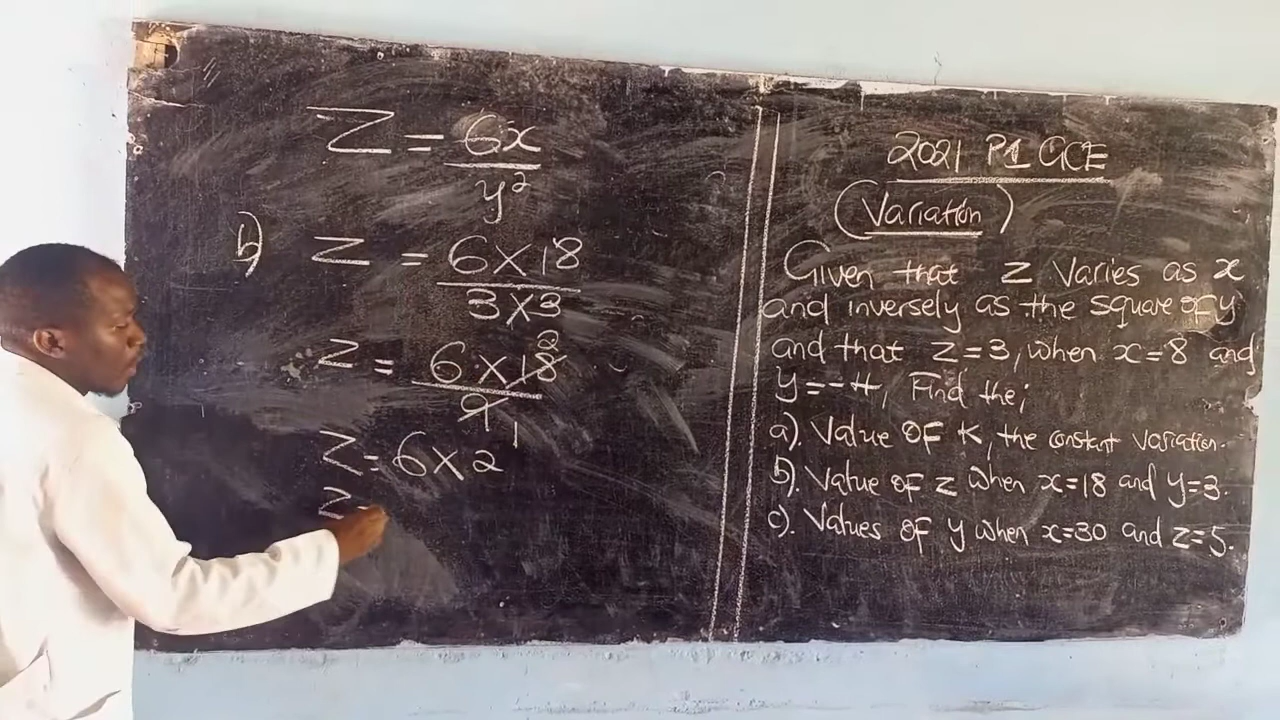 Z = 6x
y²
b) Z = 6 × 18
3 × 3
Z = 6 × 18 2
9 1
Z = 6 × 2
Z
2021 P1 GCE
(Variation)
Given that Z Varies as x
and inversely as the square of y
and that Z = 3, when x = 8 and
y = -4, Find the;
a). Value of K, the constant variation.
b). Value of Z when x = 18 and y = 3.
c). Values of y when x = 30 and Z = 5.